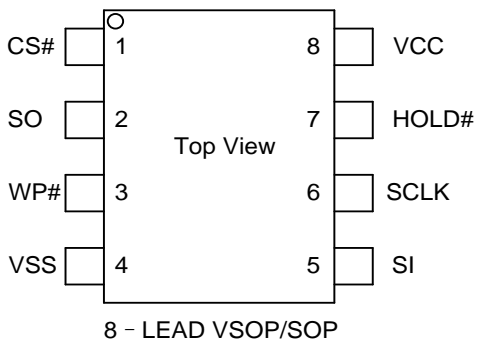 CS# 1 8 VCC
SO 2 7 HOLD#
Top View
WP# 3 6 SCLK
VSS 4 5 SI
8 - LEAD VSOP/SOP